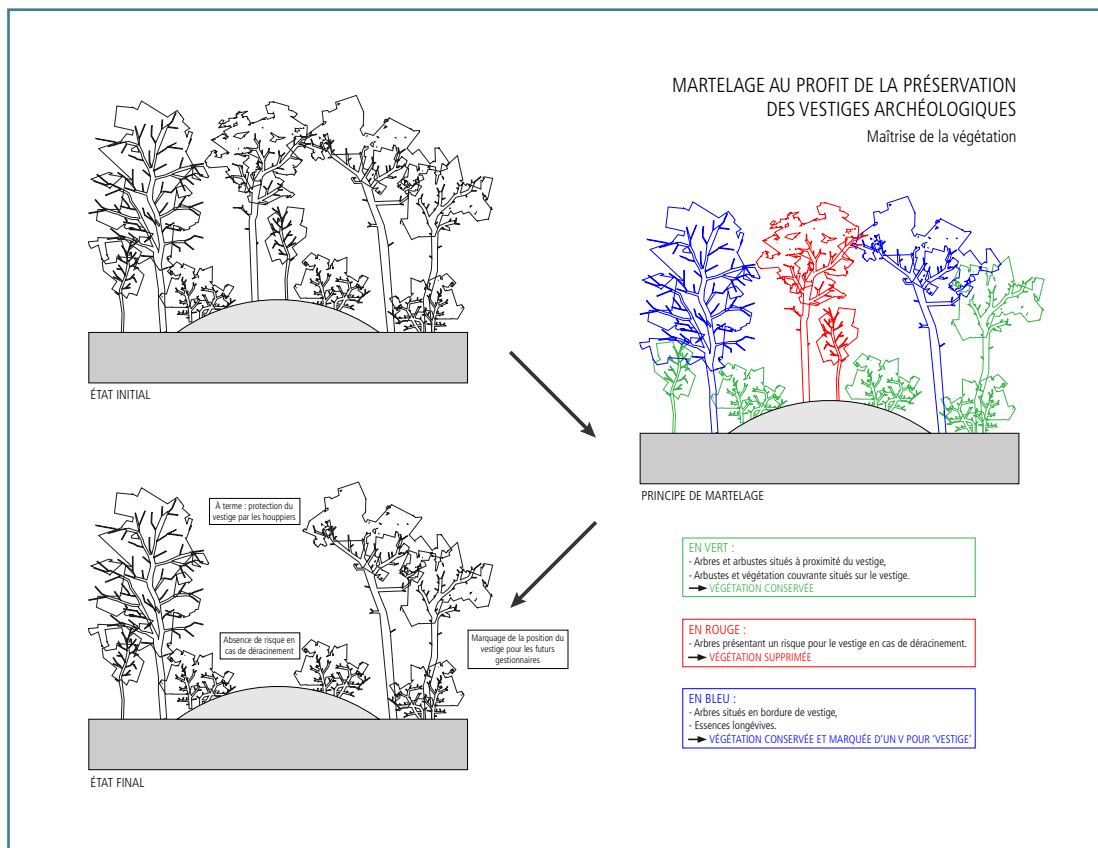 MARTELAGE AU PROFIT DE LA PRÉSERVATION
DES VESTIGES ARCHÉOLOGIQUES
Maîtrise de la végétation
ÉTAT INITIAL
PRINCIPE DE MARTELAGE
À terme : protection du
vestige par les houppiers
Absence de risque en
cas de déracinement
Marquage de la position du
vestige pour les futurs
gestionnaires
ÉTAT FINAL
EN VERT :
- Arbres et arbustes situés à proximité du vestige,
- Arbustes et végétation couvrante situés sur le vestige.
→ VÉGÉTATION CONSERVÉE
EN ROUGE :
- Arbres présentant un risque pour le vestige en cas de déracinement.
→ VÉGÉTATION SUPPRIMÉE
EN BLEU :
- Arbres situés en bordure de vestige,
- Essences longévives.
→ VÉGÉTATION CONSERVÉE ET MARQUÉE D'UN V POUR 'VESTIGE'